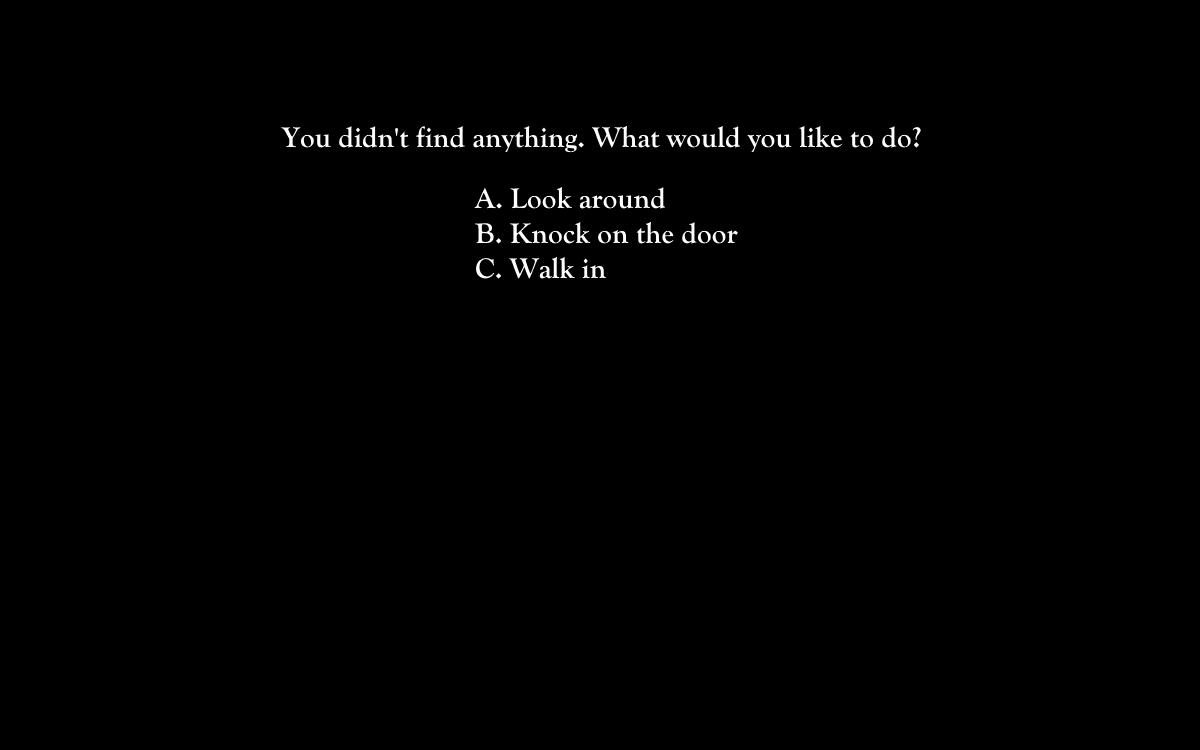 You didn't find anything. What would you like to do?
A. Look around
B. Knock on the door
C. Walk in